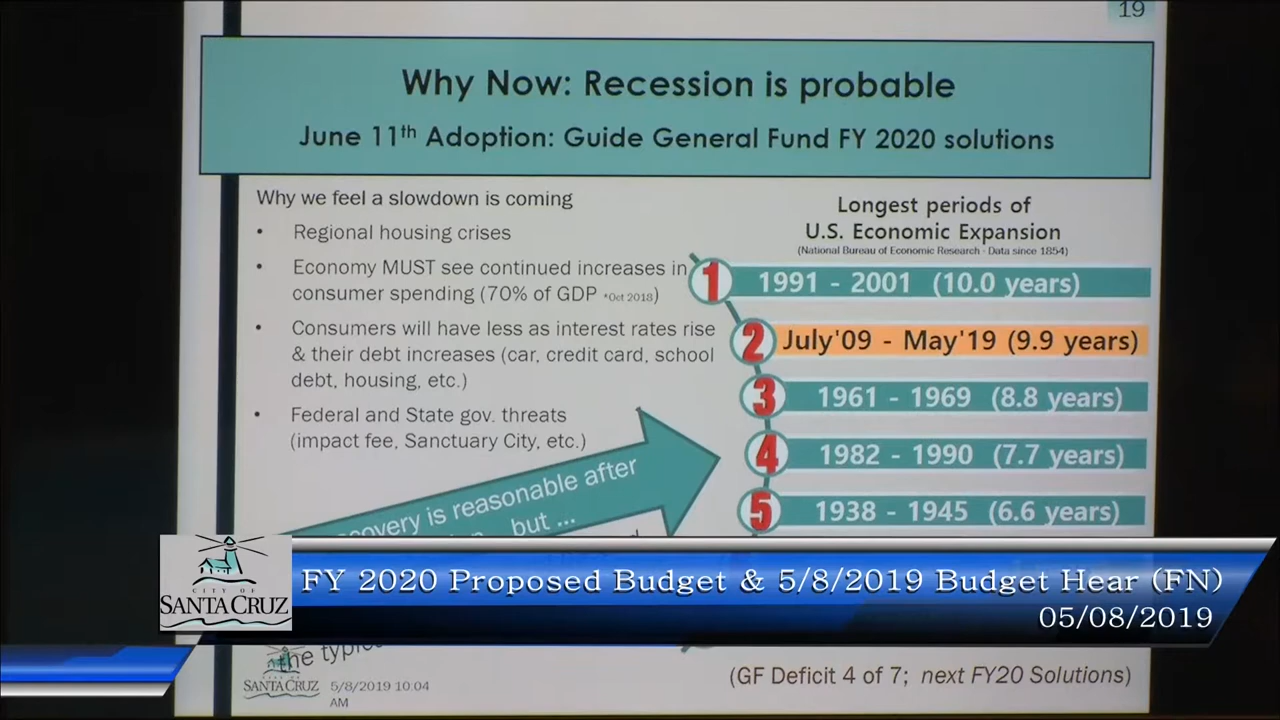 19
Why Now: Recession is probable
June 11th Adoption: Guide General Fund FY 2020 solutions
Why we feel a slowdown is coming
• Regional housing crises
• Economy MUST see continued increases in
consumer spending (70% of GDP *Oct 2018)
• Consumers will have less as interest rates rise
& their debt increases (car, credit card, school
debt, housing, etc.)
• Federal and State gov. threats
(impact fee, Sanctuary City, etc.)
Longest periods of
U.S. Economic Expansion
(National Bureau of Economic Research - Data since 1854)
1 1991 - 2001 (10.0 years)
2 July'09 - May'19 (9.9 years)
3 1961 - 1969 (8.8 years)
4 1982 - 1990 (7.7 years)
5 1938 - 1945 (6.6 years)
is reasonable after
but ...
CITY OF
SANTA CRUZ
FY 2020 Proposed Budget & 5/8/2019 Budget Hear (FN)
05/08/2019
the
SANTA CRUZ
5/8/2019 10:04
AM
(GF Deficit 4 of 7; next FY20 Solutions)